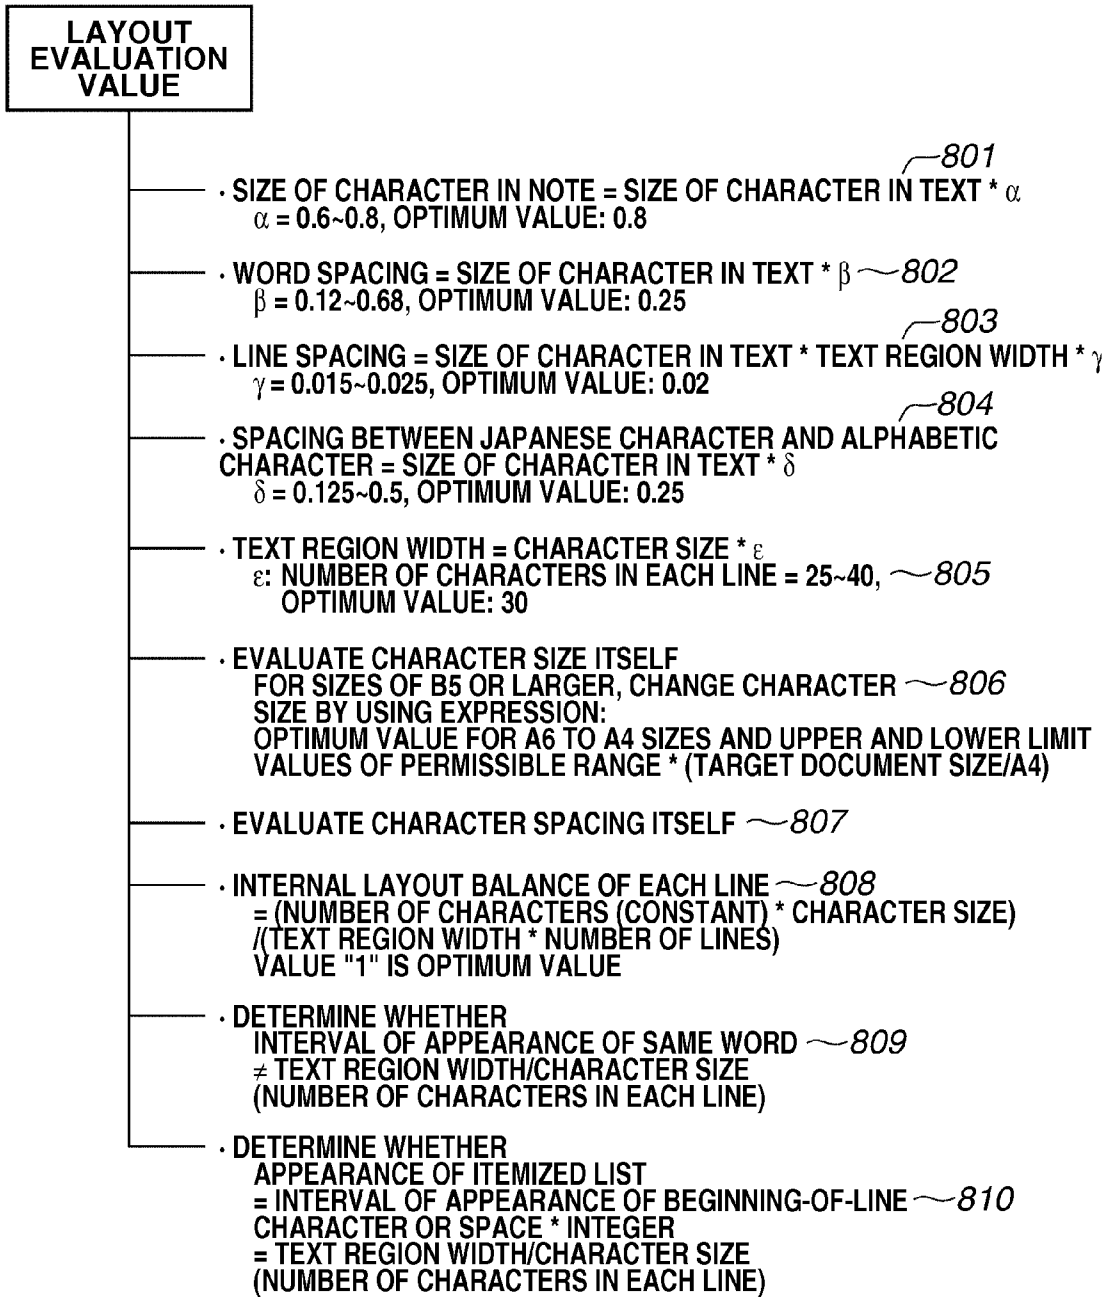 LAYOUT
EVALUATION
VALUE
801
· SIZE OF CHARACTER IN NOTE = SIZE OF CHARACTER IN TEXT * α
α = 0.6~0.8, OPTIMUM VALUE: 0.8
· WORD SPACING = SIZE OF CHARACTER IN TEXT * β 802
β = 0.12~0.68, OPTIMUM VALUE: 0.25
803
· LINE SPACING = SIZE OF CHARACTER IN TEXT * TEXT REGION WIDTH * γ
γ = 0.015~0.025, OPTIMUM VALUE: 0.02
804
· SPACING BETWEEN JAPANESE CHARACTER AND ALPHABETIC
CHARACTER = SIZE OF CHARACTER IN TEXT * δ
δ = 0.125~0.5, OPTIMUM VALUE: 0.25
· TEXT REGION WIDTH = CHARACTER SIZE * ε
ε: NUMBER OF CHARACTERS IN EACH LINE = 25~40, 805
OPTIMUM VALUE: 30
· EVALUATE CHARACTER SIZE ITSELF
FOR SIZES OF B5 OR LARGER, CHANGE CHARACTER 806
SIZE BY USING EXPRESSION:
OPTIMUM VALUE FOR A6 TO A4 SIZES AND UPPER AND LOWER LIMIT
VALUES OF PERMISSIBLE RANGE * (TARGET DOCUMENT SIZE/A4)
· EVALUATE CHARACTER SPACING ITSELF 807
· INTERNAL LAYOUT BALANCE OF EACH LINE 808
= (NUMBER OF CHARACTERS (CONSTANT) * CHARACTER SIZE)
/(TEXT REGION WIDTH * NUMBER OF LINES)
VALUE "1" IS OPTIMUM VALUE
· DETERMINE WHETHER
INTERVAL OF APPEARANCE OF SAME WORD 809
≠ TEXT REGION WIDTH/CHARACTER SIZE
(NUMBER OF CHARACTERS IN EACH LINE)
· DETERMINE WHETHER
APPEARANCE OF ITEMIZED LIST
= INTERVAL OF APPEARANCE OF BEGINNING-OF-LINE 810
CHARACTER OR SPACE * INTEGER
= TEXT REGION WIDTH/CHARACTER SIZE
(NUMBER OF CHARACTERS IN EACH LINE)